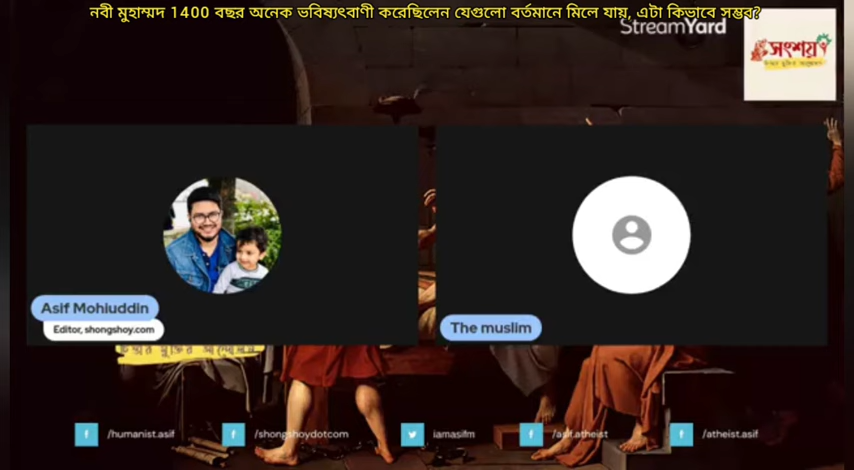 নবী মুহাম্মদ 1400 বছর অনেক ভবিষ্যৎবাণী করেছিলেন যেগুলো বর্তমানে মিলে যায়, এটা কিভাবে সম্ভব?
StreamYard
সংশয়
Asif Mohiuddin
Editor, shongshoy.com
The muslim
/humanist.asif
/shongshoydotcom
iamasifm
/asif.atheist
/atheist.asif